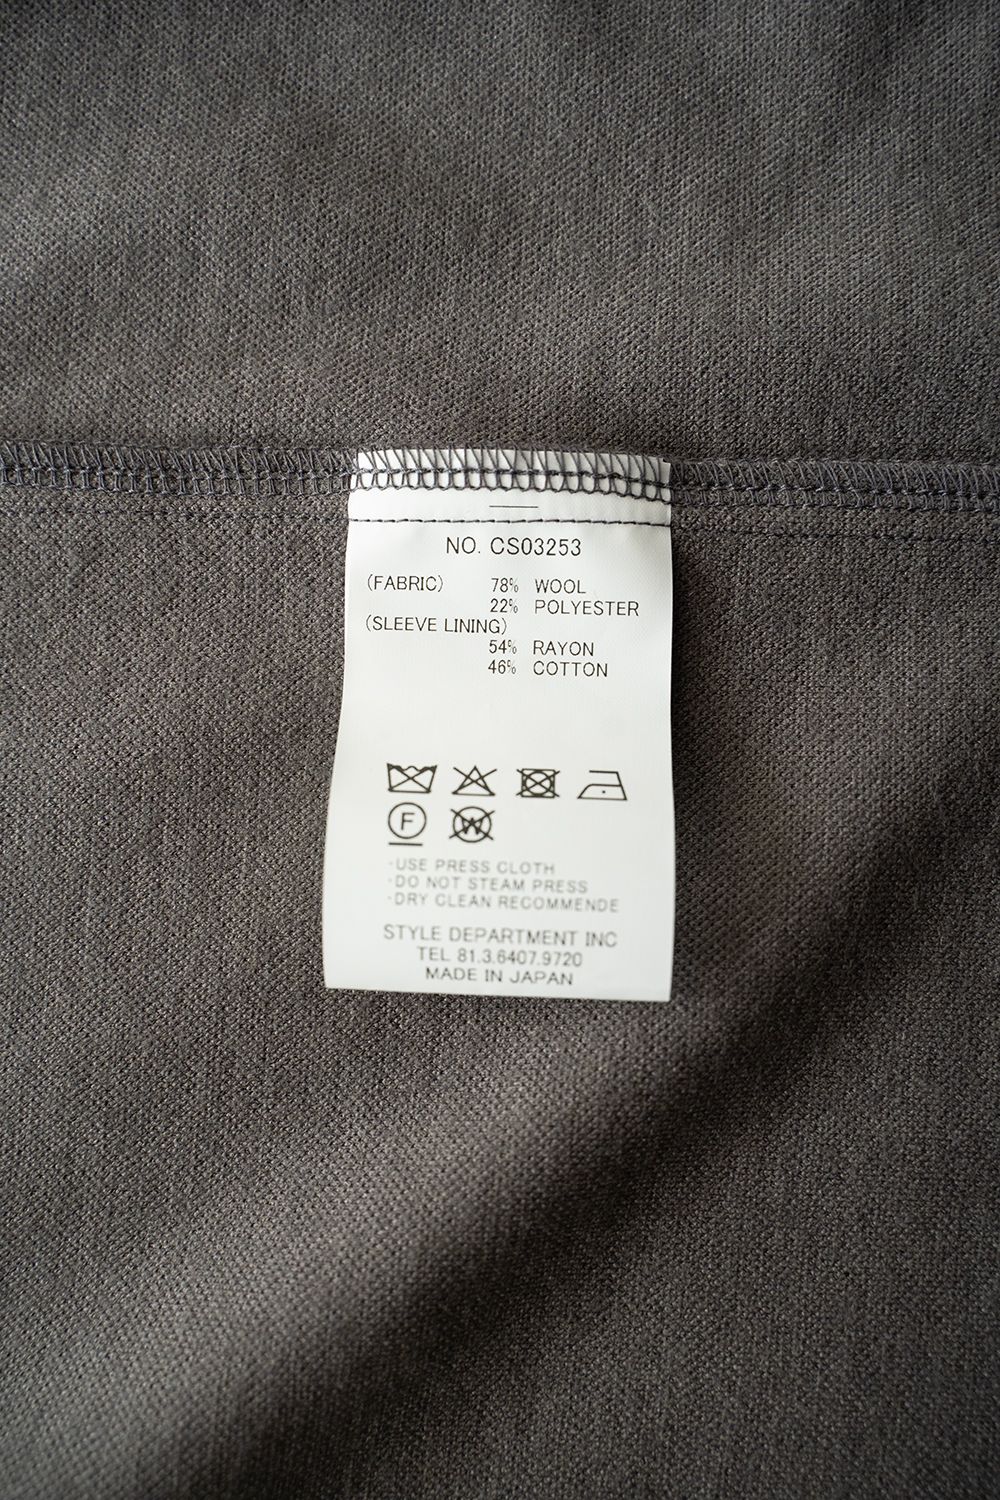 NO. CS03253
(FABRIC) 78% WOOL
22% POLYESTER
(SLEEVE LINING)
54% RAYON
46% COTTON
F W
·USE PRESS CLOTH
·DO NOT STEAM PRESS
·DRY CLEAN RECOMMENDE
STYLE DEPARTMENT INC
TEL 81.3.6407.9720
MADE IN JAPAN